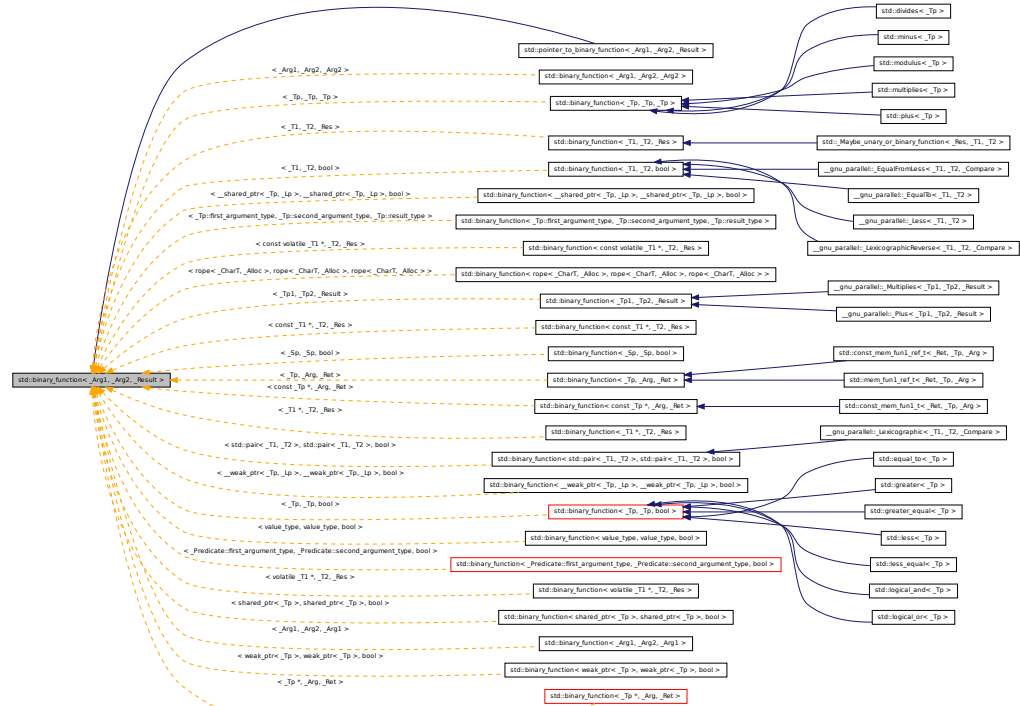 std::divides< _Tp >
std::minus< _Tp >
std::pointer_to_binary_function< _Arg1, _Arg2, _Result >
std::modulus< _Tp >
< _Arg1, _Arg2, _Arg2 >
std::binary_function< _Arg1, _Arg2, _Arg2 >
std::multiplies< _Tp >
< _Tp, _Tp, _Tp >
std::binary_function< _Tp, _Tp, _Tp >
std::plus< _Tp >
< _T1, _T2, _Res >
std::binary_function< _T1, _T2, _Res >
std::_Maybe_unary_or_binary_function< _Res, _T1, _T2 >
< _T1, _T2, bool >
std::binary_function< _T1, _T2, bool >
__gnu_parallel::_EqualFromLess< _T1, _T2, _Compare >
< __shared_ptr< _Tp, _Lp >, __shared_ptr< _Tp, _Lp >, bool >
std::binary_function< __shared_ptr< _Tp, _Lp >, __shared_ptr< _Tp, _Lp >, bool >
__gnu_parallel::_EqualTo< _T1, _T2 >
< _Tp::first_argument_type, _Tp::second_argument_type, _Tp::result_type >
std::binary_function< _Tp::first_argument_type, _Tp::second_argument_type, _Tp::result_type >
__gnu_parallel::_Less< _T1, _T2 >
< const volatile _T1 *, _T2, _Res >
std::binary_function< const volatile _T1 *, _T2, _Res >
__gnu_parallel::_LexicographicReverse< _T1, _T2, _Compare >
< rope< _CharT, _Alloc >, rope< _CharT, _Alloc >, rope< _CharT, _Alloc > >
std::binary_function< rope< _CharT, _Alloc >, rope< _CharT, _Alloc >, rope< _CharT, _Alloc > >
__gnu_parallel::_Multiplies< _Tp1, _Tp2, _Result >
< _Tp1, _Tp2, _Result >
std::binary_function< _Tp1, _Tp2, _Result >
__gnu_parallel::_Plus< _Tp1, _Tp2, _Result >
< const _T1 *, _T2, _Res >
std::binary_function< const _T1 *, _T2, _Res >
< _Sp, _Sp, bool >
std::binary_function< _Sp, _Sp, bool >
std::const_mem_fun1_ref_t< _Ret, _Tp, _Arg >
std::binary_function< _Arg1, _Arg2, _Result >
< _Tp, _Arg, _Ret >
std::binary_function< _Tp, _Arg, _Ret >
std::mem_fun1_ref_t< _Ret, _Tp, _Arg >
< const _Tp *, _Arg, _Ret >
std::binary_function< const _Tp *, _Arg, _Ret >
std::const_mem_fun1_t< _Ret, _Tp, _Arg >
< _T1 *, _T2, _Res >
std::binary_function< _T1 *, _T2, _Res >
__gnu_parallel::_Lexicographic< _T1, _T2, _Compare >
< std::pair< _T1, _T2 >, std::pair< _T1, _T2 >, bool >
std::binary_function< std::pair< _T1, _T2 >, std::pair< _T1, _T2 >, bool >
std::equal_to< _Tp >
< __weak_ptr< _Tp, _Lp >, __weak_ptr< _Tp, _Lp >, bool >
std::binary_function< __weak_ptr< _Tp, _Lp >, __weak_ptr< _Tp, _Lp >, bool >
std::greater< _Tp >
< _Tp, _Tp, bool >
std::binary_function< _Tp, _Tp, bool >
std::greater_equal< _Tp >
< value_type, value_type, bool >
std::binary_function< value_type, value_type, bool >
std::less< _Tp >
< _Predicate::first_argument_type, _Predicate::second_argument_type, bool >
std::binary_function< _Predicate::first_argument_type, _Predicate::second_argument_type, bool >
std::less_equal< _Tp >
< volatile _T1 *, _T2, _Res >
std::binary_function< volatile _T1 *, _T2, _Res >
std::logical_and< _Tp >
< shared_ptr< _Tp >, shared_ptr< _Tp >, bool >
std::binary_function< shared_ptr< _Tp >, shared_ptr< _Tp >, bool >
std::logical_or< _Tp >
< _Arg1, _Arg2, _Arg1 >
std::binary_function< _Arg1, _Arg2, _Arg1 >
< weak_ptr< _Tp >, weak_ptr< _Tp >, bool >
std::binary_function< weak_ptr< _Tp >, weak_ptr< _Tp >, bool >
< _Tp *, _Arg, _Ret >
std::binary_function< _Tp *, _Arg, _Ret >